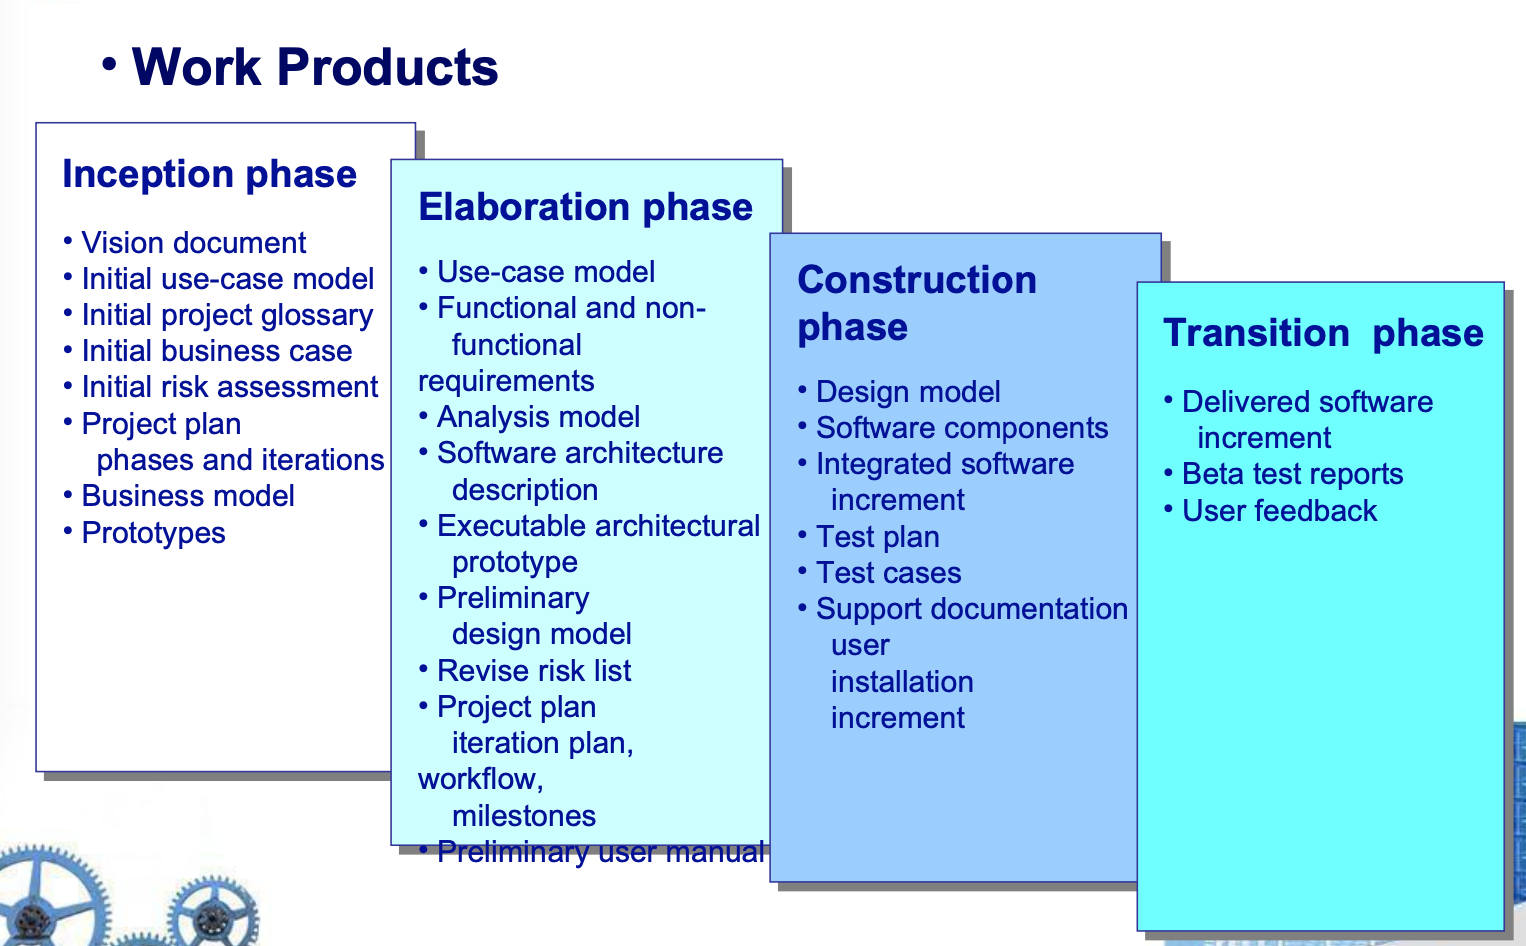 • Work Products
Inception phase
• Vision document
• Initial use-case model
• Initial project glossary
• Initial business case
• Initial risk assessment
• Project plan
phases and iterations
• Business model
• Prototypes
Elaboration phase
• Use-case model
• Functional and non-
functional
requirements
• Analysis model
• Software architecture
description
• Executable architectural
prototype
• Preliminary
design model
• Revise risk list
• Project plan
iteration plan,
workflow,
milestones
• Preliminary user manual
Construction
phase
• Design model
• Software components
• Integrated software
increment
• Test plan
• Test cases
• Support documentation
user
installation
increment
Transition phase
• Delivered software
increment
• Beta test reports
• User feedback